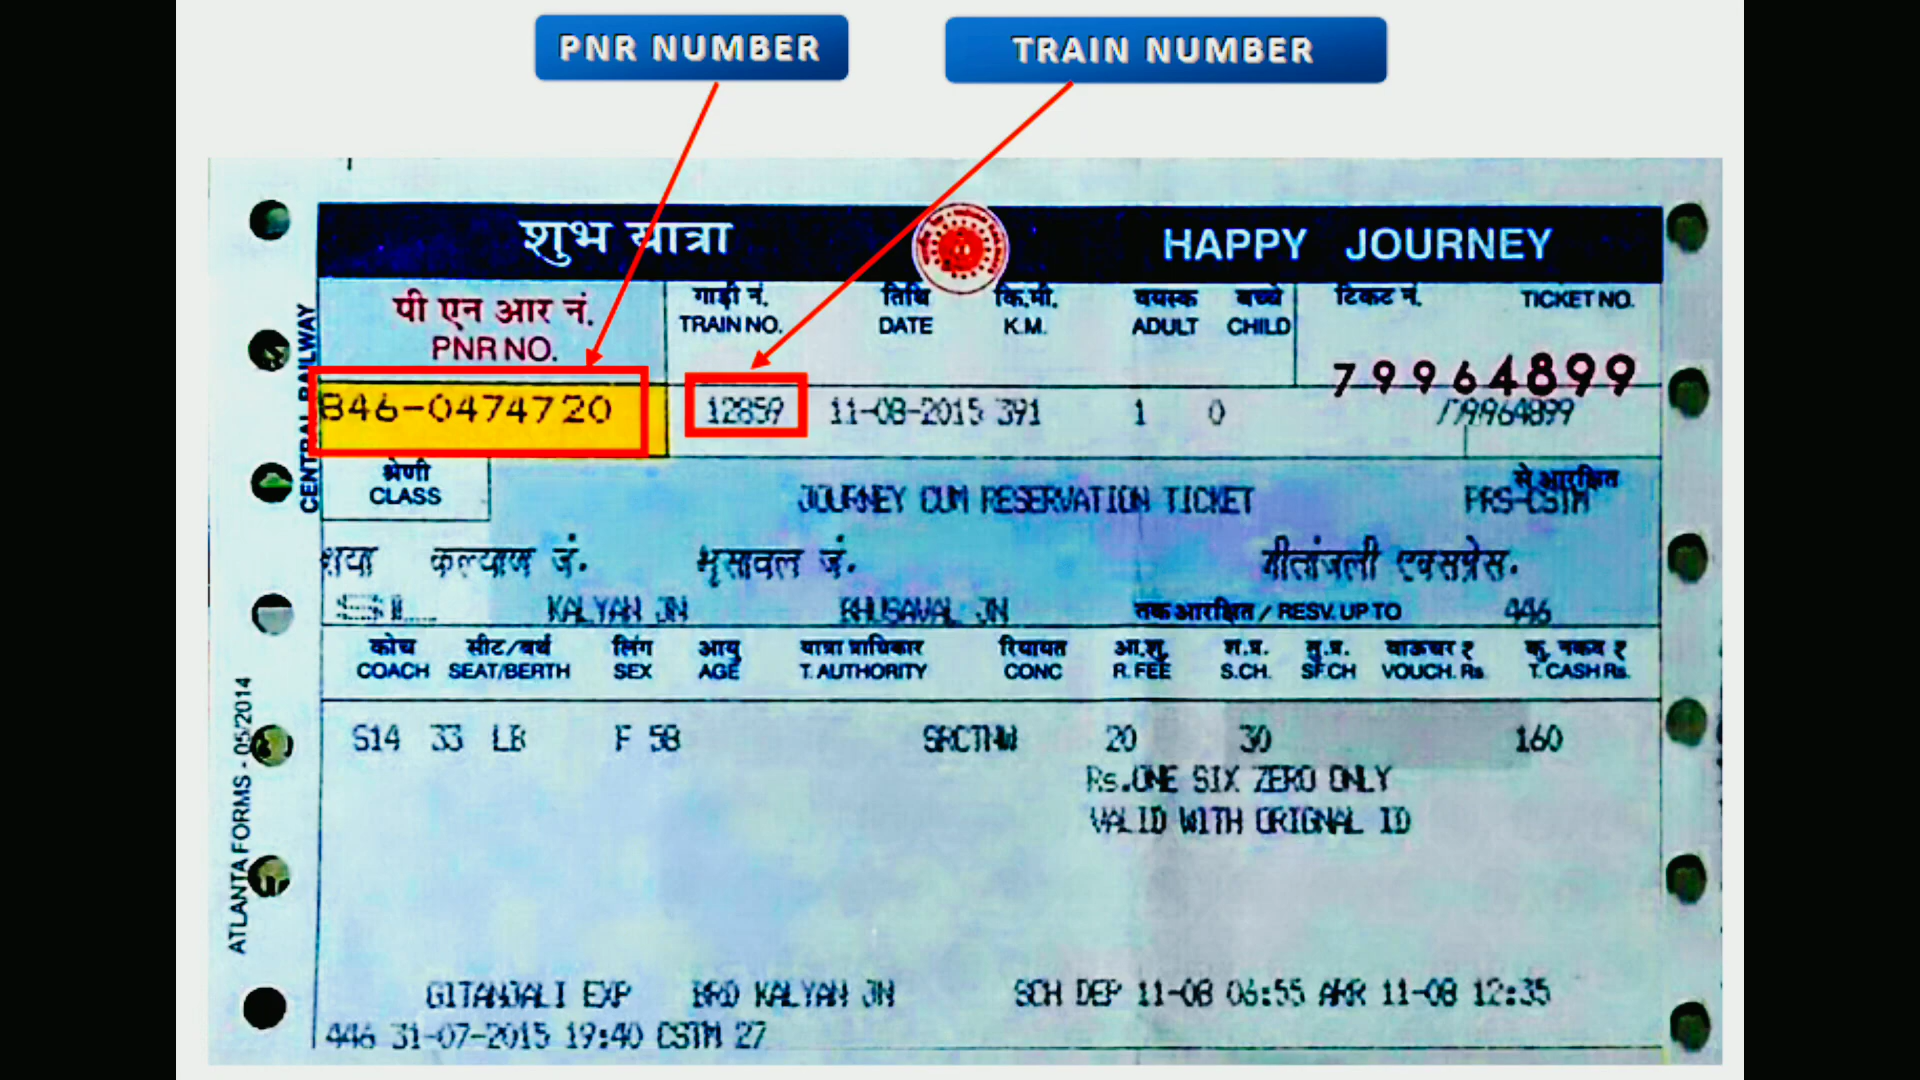 PNR NUMBER TRAIN NUMBER
शुभ यात्रा HAPPY JOURNEY
पी एन आर नं. गाड़ी नं. तिथि कि.मी. वयस्क बच्चे टिकट नं. TICKET NO.
PNR NO. TRAIN NO. DATE K.M. ADULT CHILD
79964899
846-0474720 12859 11-08-2015 391 1 0 79964899
CENTRAL RAILWAY
श्रेणी से आरक्षित
CLASS JOURNEY CUM RESERVATION TICKET PRS-CSTM
कल्याण जं. भुसावल जं. गीतांजली एक्सप्रेस.
SL KALYAN JN BHUSAVAL JN तक आरक्षित / RESV. UP TO 446
कोच सीट/बर्थ लिंग आयु यात्रा प्राधिकार रियायत आ.शु. श.प्र. सु.प्र. वाऊचर ₹ कु. नकद ₹
COACH SEAT/BERTH SEX AGE T. AUTHORITY CONC R. FEE S.CH. SF.CH VOUCH. Rs. T. CASH Rs.
S14 33 LB F 58 SRCTNW 20 30 160
Rs.ONE SIX ZERO ONLY
VALID WITH ORIGNAL ID
ATLANTA FORMS - 05/2014
GITANJALI EXP BRD KALYAN JN SCH DEP 11-08 06:55 ARR 11-08 12:35
446 31-07-2015 19:40 CSTM 27